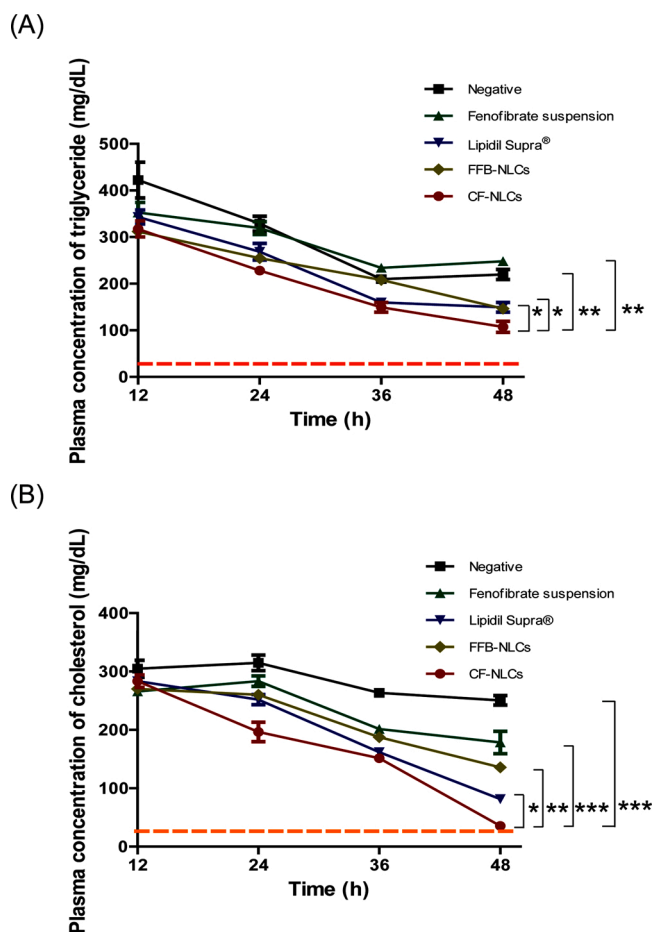 (A)
Negative
Fenofibrate suspension
Lipidil Supra®
FFB-NLCs
CF-NLCs
Plasma concentration of triglyceride (mg/dL)
500
400
300
200
100
0
12
24
36
48
Time (h)
*
*
**
**
(B)
Negative
Fenofibrate suspension
Lipidil Supra®
FFB-NLCs
CF-NLCs
Plasma concentration of cholesterol (mg/dL)
400
300
200
100
0
12
24
36
48
Time (h)
*
**
***
***